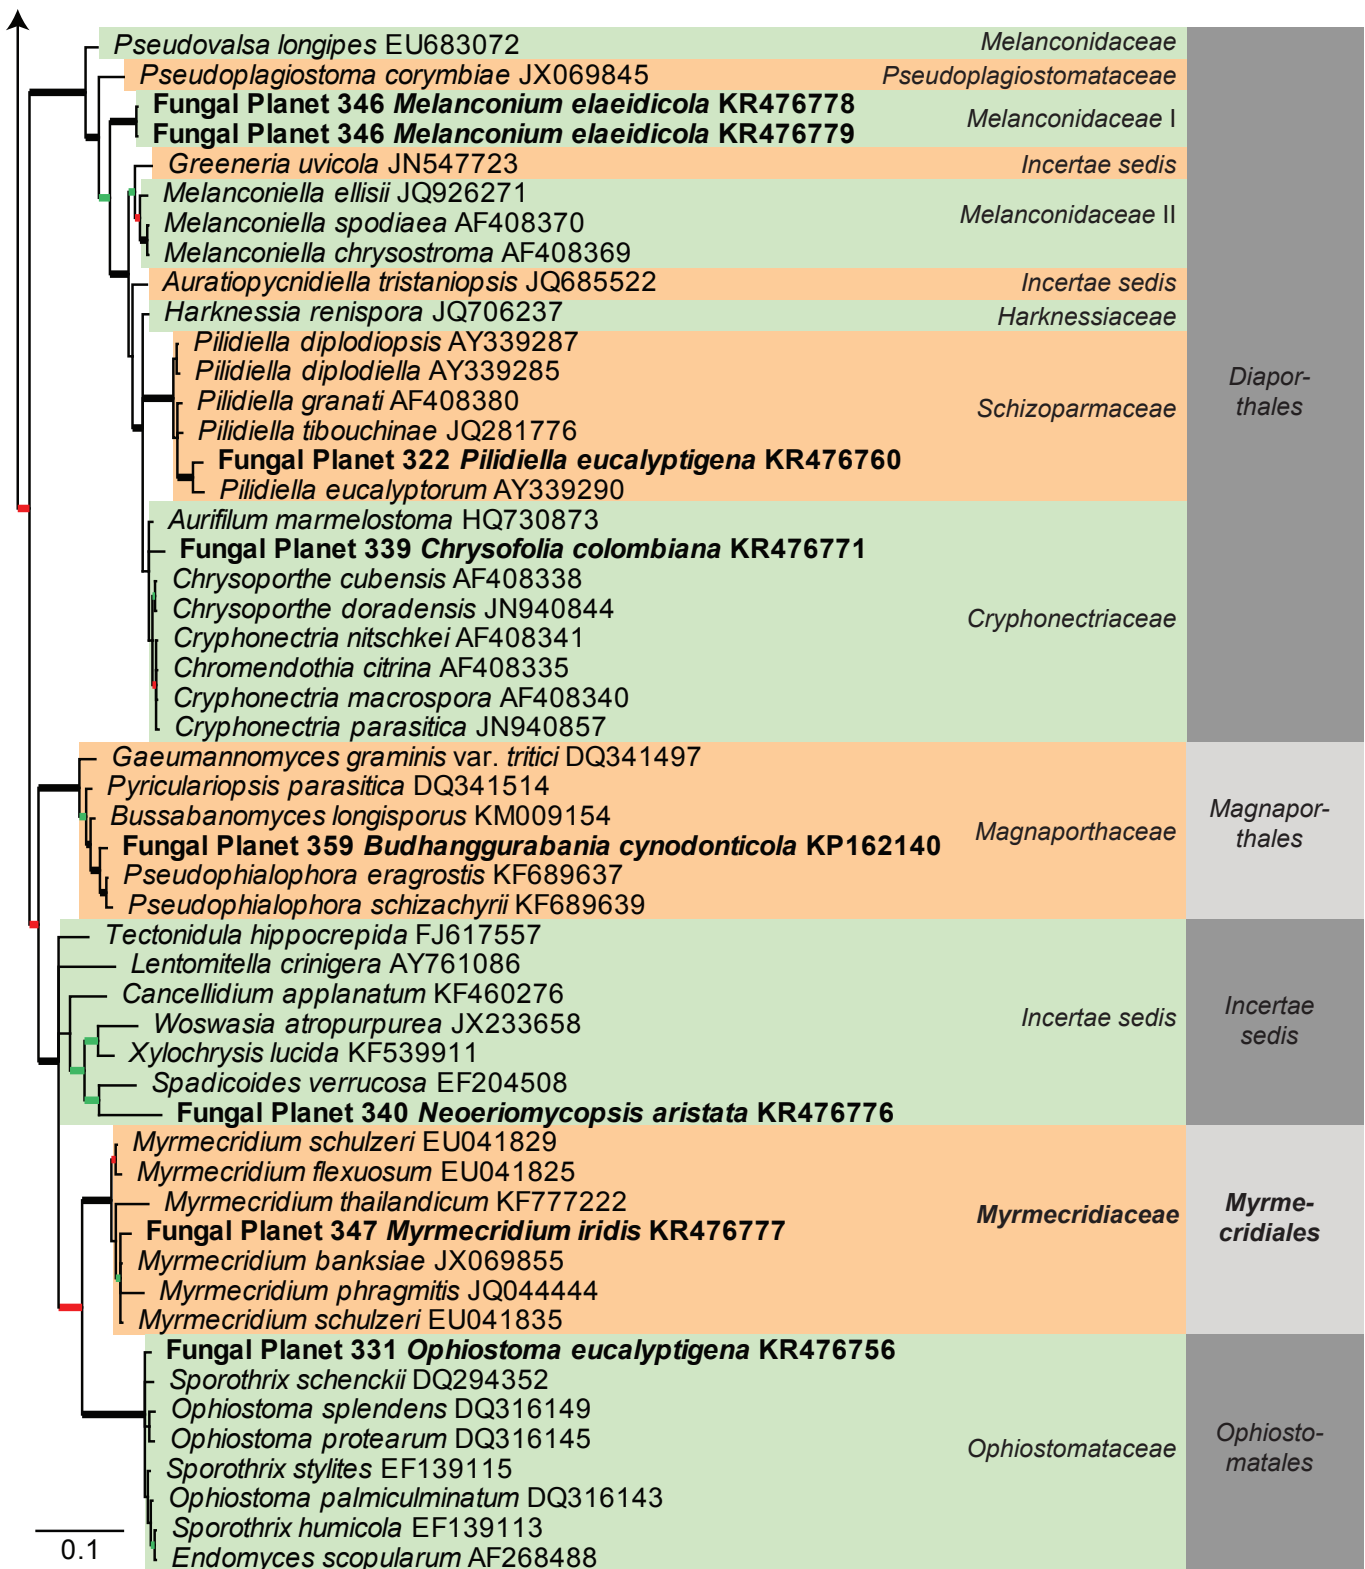 Pseudovalsa longipes EU683072 Melanconidaceae
Pseudoplagiostoma corymbiae JX069845 Pseudoplagiostomataceae
Fungal Planet 346 Melanconium elaeidicola KR476778
Melanconidaceae I
Fungal Planet 346 Melanconium elaeidicola KR476779
Greeneria uvicola JN547723 Incertae sedis
Melanconiella ellisii JQ926271
Melanconiella spodiaea AF408370 Melanconidaceae II
Melanconiella chrysostroma AF408369
Auratiopycnidiella tristaniopsis JQ685522 Incertae sedis
Harknessia renispora JQ706237 Harknessiaceae
Pilidiella diplodiopsis AY339287
Pilidiella diplodiella AY339285
Diapor-
thales
Pilidiella granati AF408380 Schizoparmaceae
Pilidiella tibouchinae JQ281776
Fungal Planet 322 Pilidiella eucalyptigena KR476760
Pilidiella eucalyptorum AY339290
Aurifilum marmelostoma HQ730873
Fungal Planet 339 Chrysofolia colombiana KR476771
Chrysoporthe cubensis AF408338
Chrysoporthe doradensis JN940844 Cryphonectriaceae
Cryphonectria nitschkei AF408341
Chromendothia citrina AF408335
Cryphonectria macrospora AF408340
Cryphonectria parasitica JN940857
Gaeumannomyces graminis var. tritici DQ341497
Pyriculariopsis parasitica DQ341514
Bussabanomyces longisporus KM009154
Magnaporthaceae
Magnapor-
thales
Fungal Planet 359 Budhanggurabania cynodonticola KP162140
Pseudophialophora eragrostis KF689637
Pseudophialophora schizachyrii KF689639
Tectonidula hippocrepida FJ617557
Lentomitella crinigera AY761086
Cancellidium applanatum KF460276
Incertae sedis
Incertae
sedis
Woswasia atropurpurea JX233658
Xylochrysis lucida KF539911
Spadicoides verrucosa EF204508
Fungal Planet 340 Neoeriomycopsis aristata KR476776
Myrmecridium schulzeri EU041829
Myrmecridium flexuosum EU041825
Myrmecridium thailandicum KF777222
Myrmecridiaceae
Myrme-
cridiales
Fungal Planet 347 Myrmecridium iridis KR476777
Myrmecridium banksiae JX069855
Myrmecridium phragmitis JQ044444
Myrmecridium schulzeri EU041835
Fungal Planet 331 Ophiostoma eucalyptigena KR476756
Sporothrix schenckii DQ294352
Ophiostoma splendens DQ316149
Ophiostoma protearum DQ316145
Ophiostomataceae
Ophiosto-
matales
Sporothrix stylites EF139115
Ophiostoma palmiculminatum DQ316143
Sporothrix humicola EF139113
Endomyces scopularum AF268488
0.1